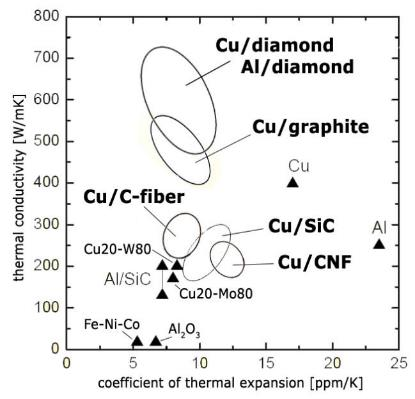 thermal conductivity [W/mK]
800
700
600
500
400
300
200
100
0
Cu/diamond
Al/diamond
Cu/graphite
Cu
Cu/C-fiber
Cu/SiC
Al
Cu20-W80
Cu/CNF
Al/SiC
Cu20-Mo80
Fe-Ni-Co
Al₂O₃
0 5 10 15 20 25
coefficient of thermal expansion [ppm/K]